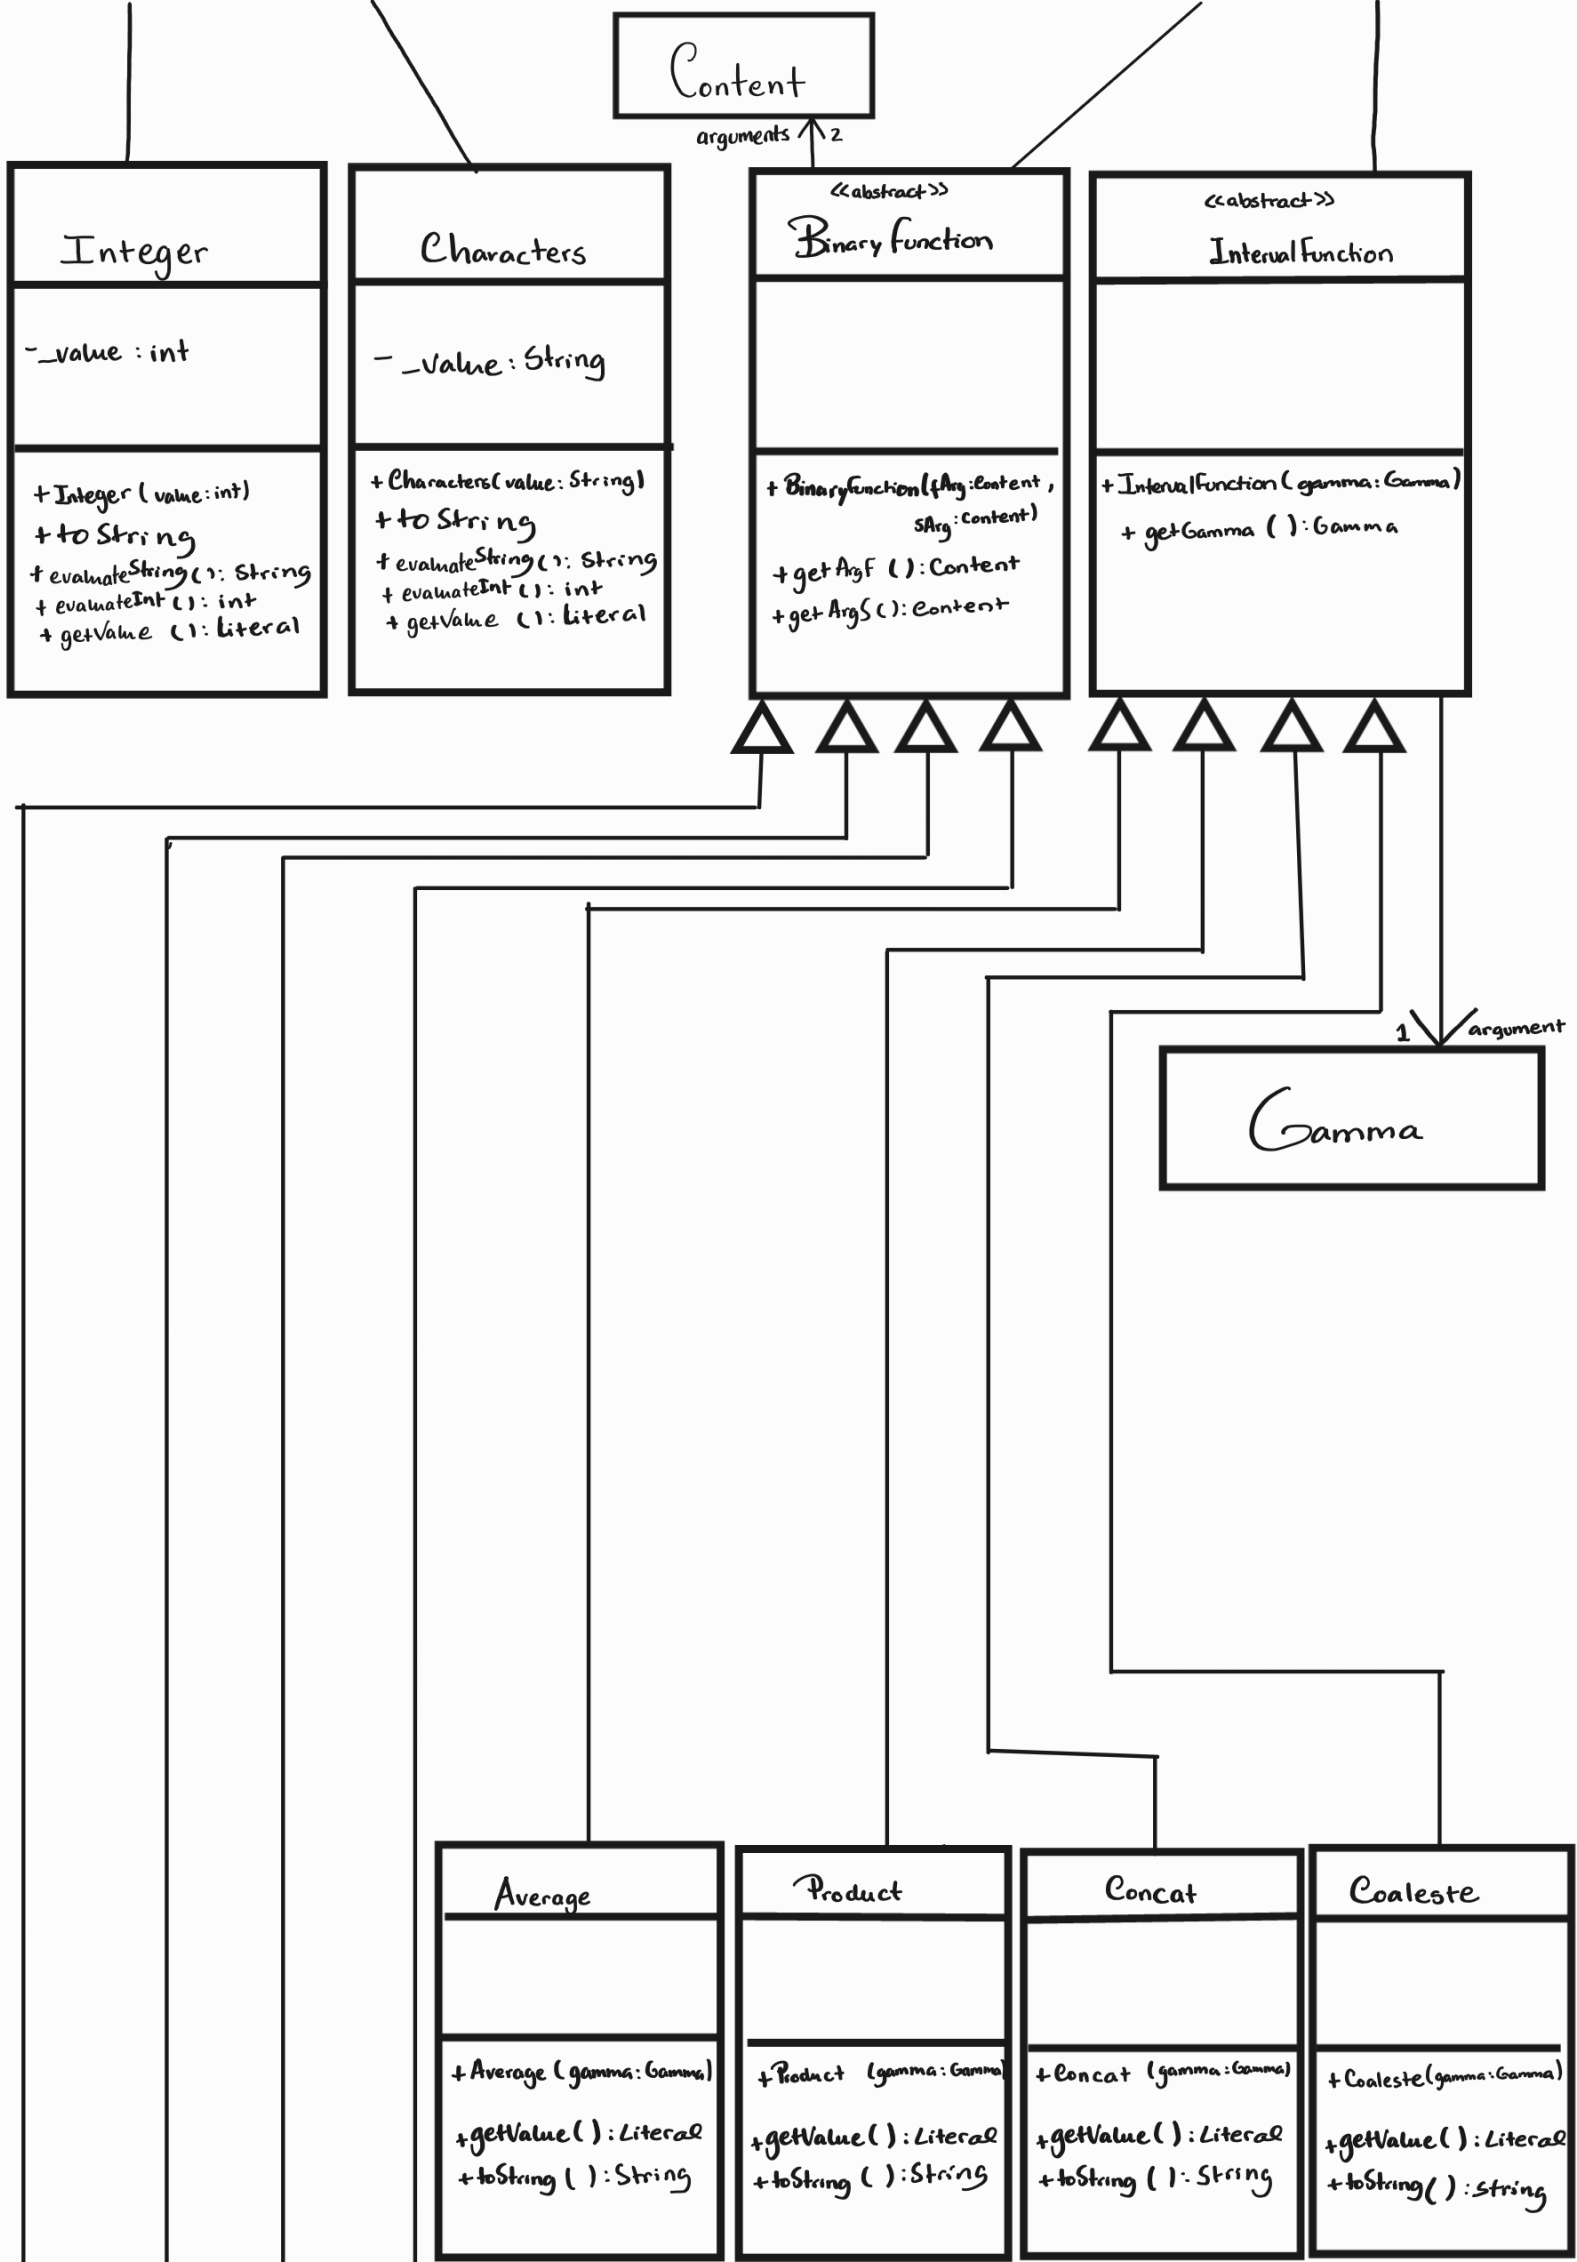 Content
arguments 2
Integer
- _value : int
+ Integer ( value : int )
+ to String
+ evaluateString ( ) : String
+ evaluateInt ( ) : int
+ getValue ( ) : Literal
Characters
- _value : String
+ Characters( value : String )
+ to String
+ evaluateString ( ) : String
+ evaluateInt ( ) : int
+ getValue ( ) : Literal
<<abstract>>
Binary Function
+ BinaryFunction ( fArg : Content ,
sArg : Content )
+ get ArgF ( ) : Content
+ get ArgS ( ) : Content
<<abstract>>
IntervalFunction
+ IntervalFunction ( gamma : Gamma )
+ getGamma ( ) : Gamma
1 argument
Gamma
Average
+ Average ( gamma : Gamma )
+ getValue ( ) : Literal
+ toString ( ) : String
Product
+ Product ( gamma : Gamma )
+ getValue ( ) : Literal
+ toString ( ) : String
Concat
+ Concat ( gamma : Gamma )
+ getValue ( ) : Literal
+ toString ( ) : String
Coaleste
+ Coaleste ( gamma : Gamma )
+ getValue ( ) : Literal
+ toString ( ) : String